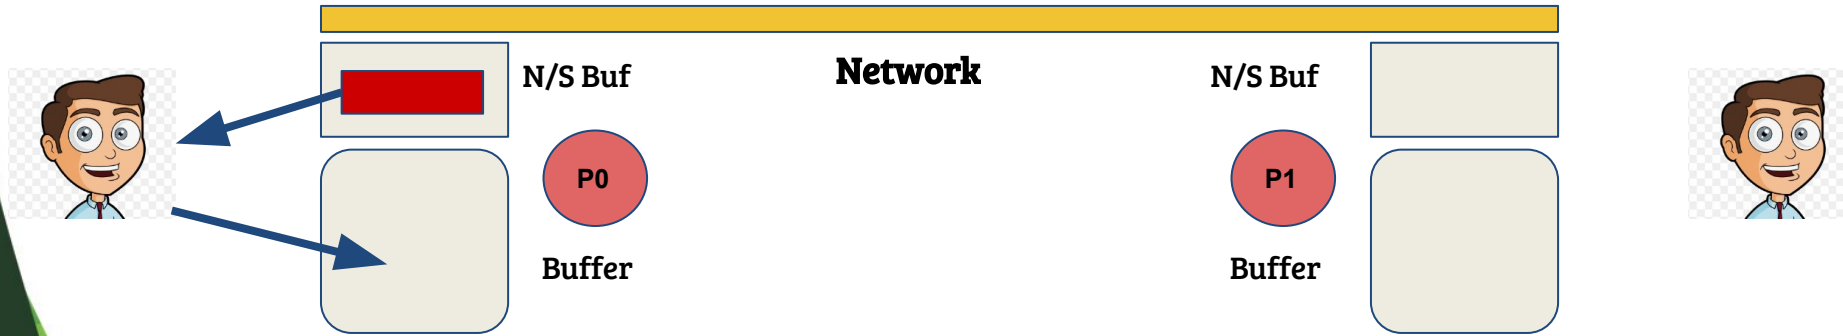 N/S Buf
Network
N/S Buf
P0
P1
Buffer
Buffer